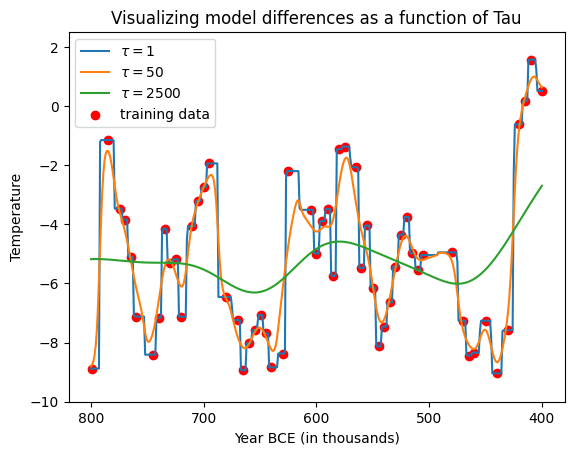 Visualizing model differences as a function of Tau
τ = 1
τ = 50
τ = 2500
training data
Temperature
2
0
−2
−4
−6
−8
−10
800
700
600
500
400
Year BCE (in thousands)